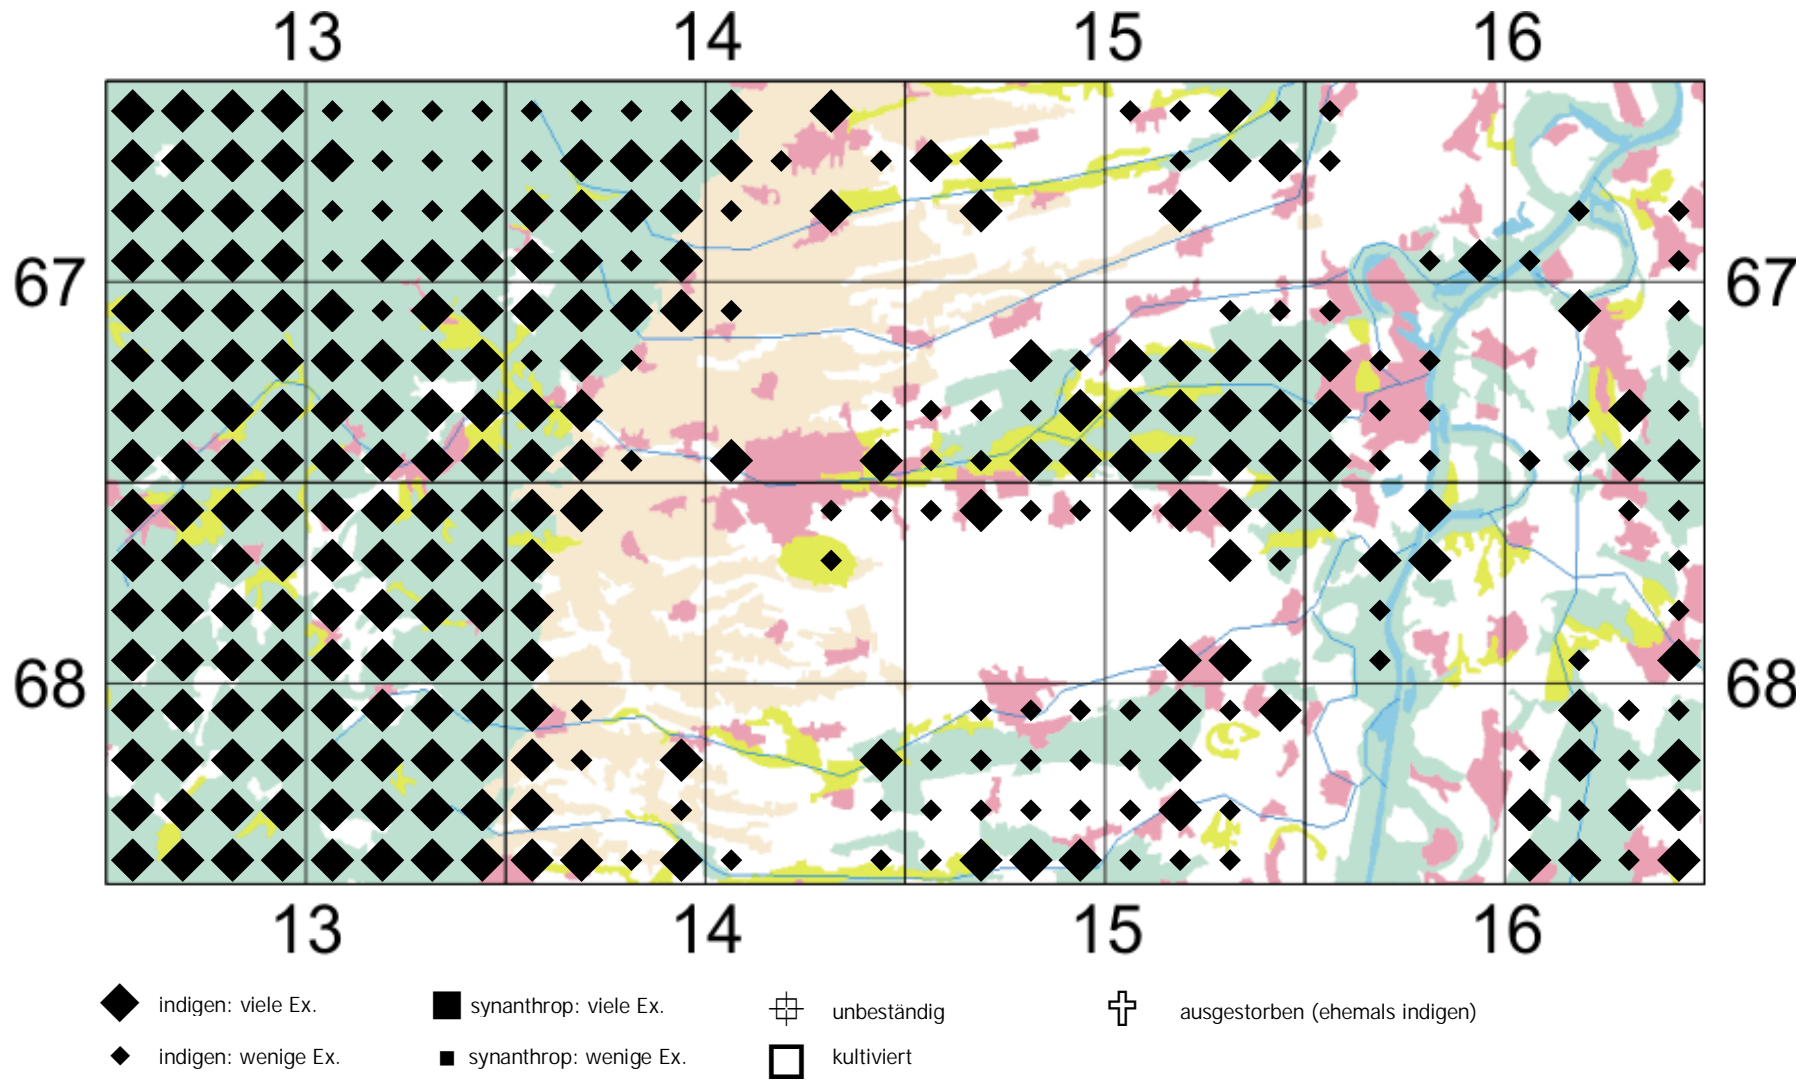 13 14 15 16
67 67
68 68
13 14 15 16
indigen: viele Ex. synanthrop: viele Ex. unbeständig ausgestorben (ehemals indigen)
indigen: wenige Ex. synanthrop: wenige Ex. kultiviert